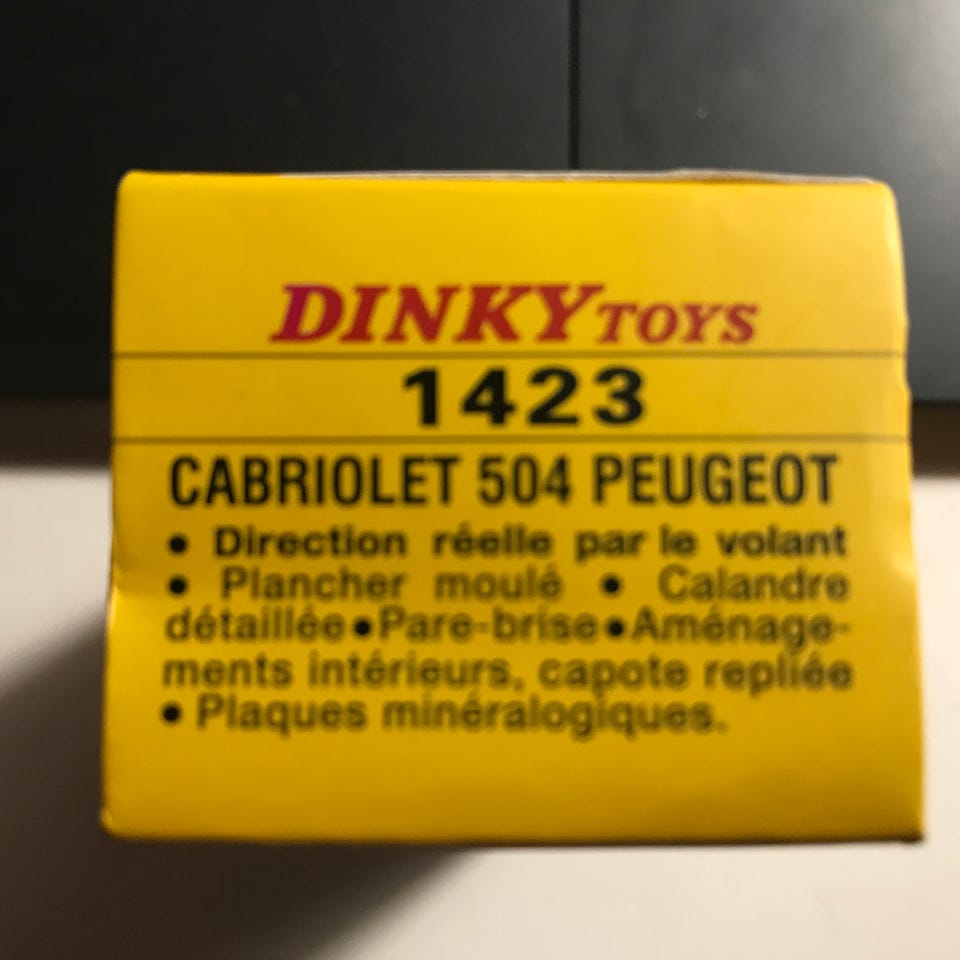 DINKY TOYS
1423
CABRIOLET 504 PEUGEOT
• Direction réelle par le volant
• Plancher moulé • Calandre
détaillée • Pare-brise • Aménage-
ments intérieurs, capote repliée
• Plaques minéralogiques.